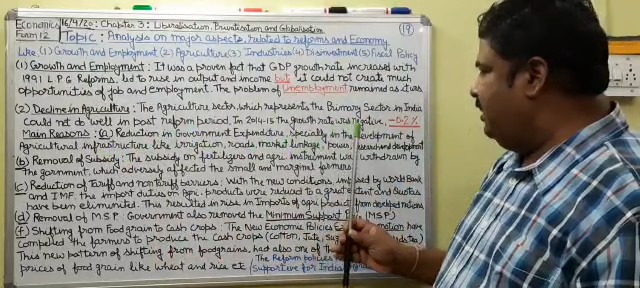 Economics 16/4/20: Chapter 3: Liberalisation, Privatisation and Globalisation (19)
Form 12 Topic: Analysis on major aspects, related to reforms and Economy
Like (1) Growth and Employment (2) Agriculture (3) Industries (4) Disinvestment (5) Fiscal Policy
(1) Growth and Employment: It was a proven fact that GDP growth rate increased with
1991 L P G Reforms, led to rise in output and income but it could not create much
opportunities of job and employment. The problem of Unemployment remained as it was.
(2) Decline in Agriculture: The Agriculture sector, which represents the Primary Sector in India
Could not do well in post reform period. In 2014-15 the growth rate was negative. -0.2%
Main Reasons: (a) Reduction in Government Expenditure, specially in the development of
Agricultural infrastructure like irrigation, roads, market linkage, power, research and development
(b) Removal of Subsidy: The subsidy on fertilizers and agri. instrument was withdrawn by
the government, which adversely affected the small and marginal farmers.
(c) Reduction of Tariff and non tariff barriers: With the new conditions, imposed by World Bank
and I M F, the import duties on Agri. products were reduced to a great extent and Quotas
have been eliminated. This resulted in rise in Imports of agri. product from developed nations
(d) Removal of M.S.P: Government also removed the Minimum Support (M S P)
(f) Shifting from Food grain to Cash crops: The New Economic Policies have
compelled the farmers to produce the Cash crops (cotton, Jute,
This new pattern of shifting from foodgrains, had also one of the
prices of food grain like wheat and rice etc The Reform policies
Supportive for Indian